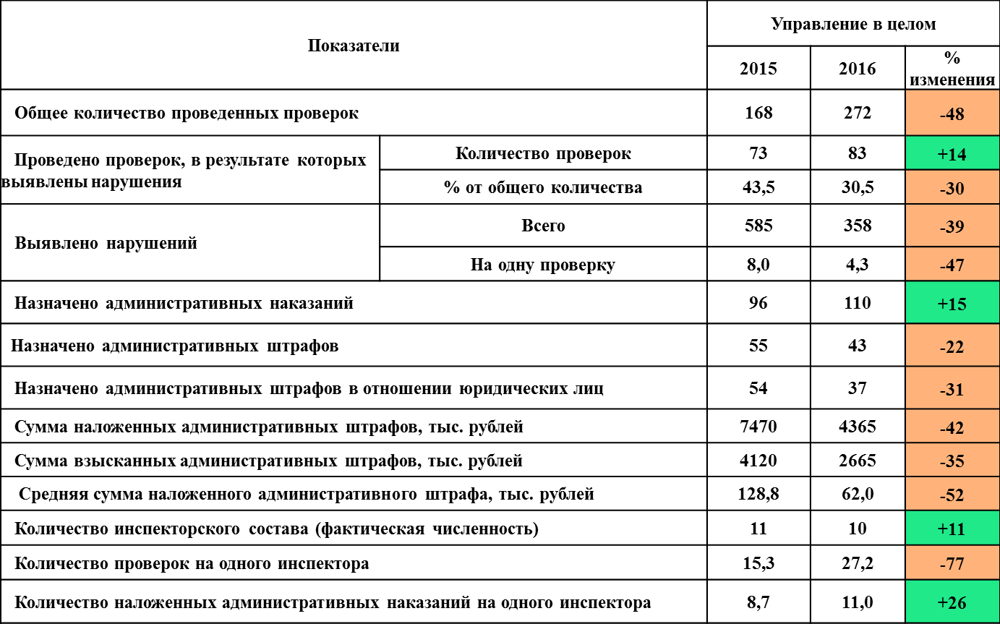 Показатели
Управление в целом
2015
2016
%
изменения
Общее количество проведенных проверок
168
272
-48
Проведено проверок, в результате которых
выявлены нарушения
Количество проверок
73
83
+14
% от общего количества
43,5
30,5
-30
Выявлено нарушений
Всего
585
358
-39
На одну проверку
8,0
4,3
-47
Назначено административных наказаний
96
110
+15
Назначено административных штрафов
55
43
-22
Назначено административных штрафов в отношении юридических лиц
54
37
-31
Сумма наложенных административных штрафов, тыс. рублей
7470
4365
-42
Сумма взысканных административных штрафов, тыс. рублей
4120
2665
-35
Средняя сумма наложенного административного штрафа, тыс. рублей
128,8
62,0
-52
Количество инспекторского состава (фактическая численность)
11
10
+11
Количество проверок на одного инспектора
15,3
27,2
-77
Количество наложенных административных наказаний на одного инспектора
8,7
11,0
+26